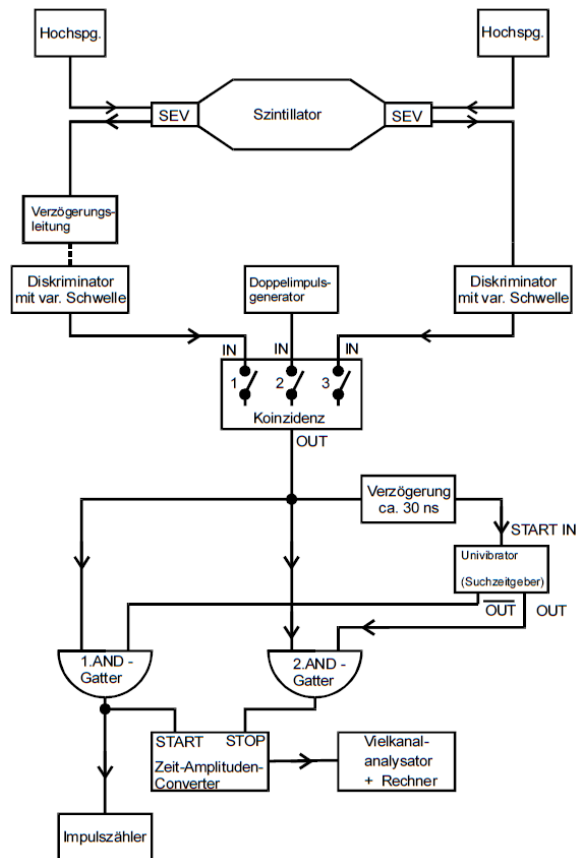 Hochspg.
Hochspg.
SEV
Szintillator
SEV
Verzögerungs-
leitung
Diskriminator
mit var. Schwelle
Doppelimpuls-
generator
Diskriminator
mit var. Schwelle
IN
IN
IN
1
2
3
Koinzidenz
OUT
Verzögerung
ca. 30 ns
START IN
Univibrator
(Suchzeitgeber)
OUT
OUT
1.AND -
Gatter
2.AND -
Gatter
START
STOP
Zeit-Amplituden-
Converter
Vielkanal-
analysator
+ Rechner
Impulszähler